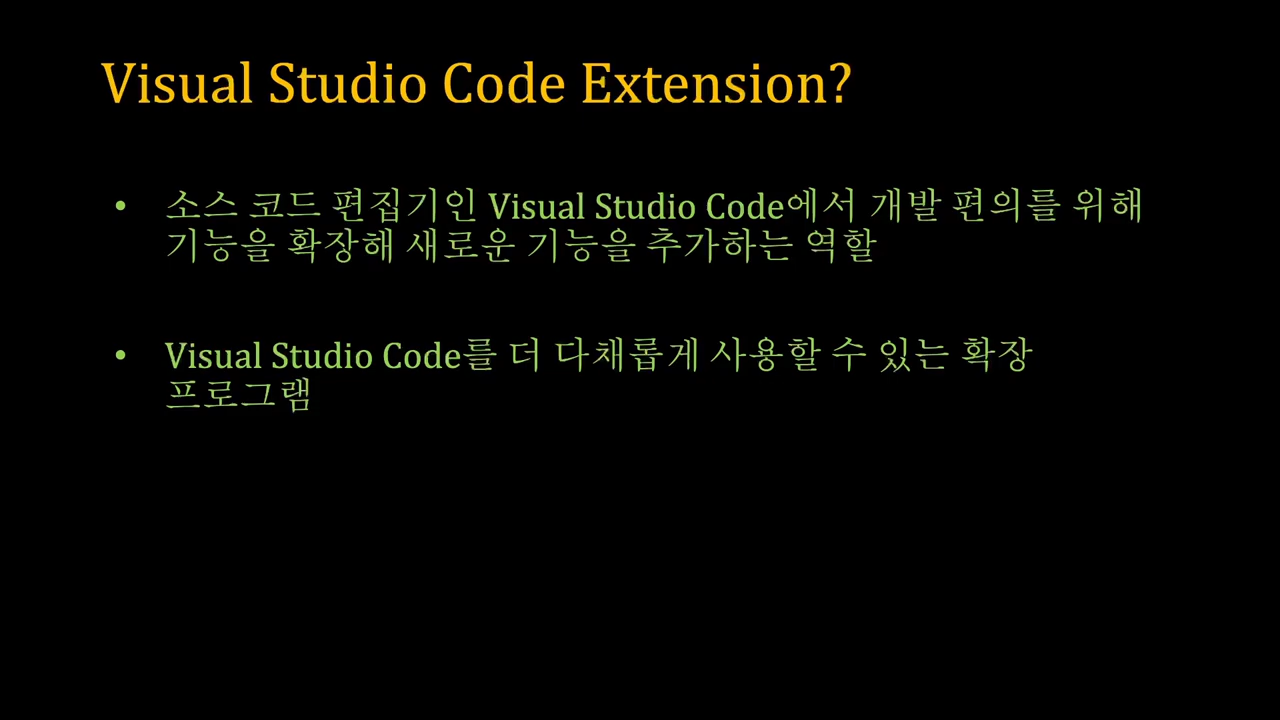 Visual Studio Code Extension?
• 소스 코드 편집기인 Visual Studio Code에서 개발 편의를 위해
기능을 확장해 새로운 기능을 추가하는 역할
• Visual Studio Code를 더 다채롭게 사용할 수 있는 확장
프로그램